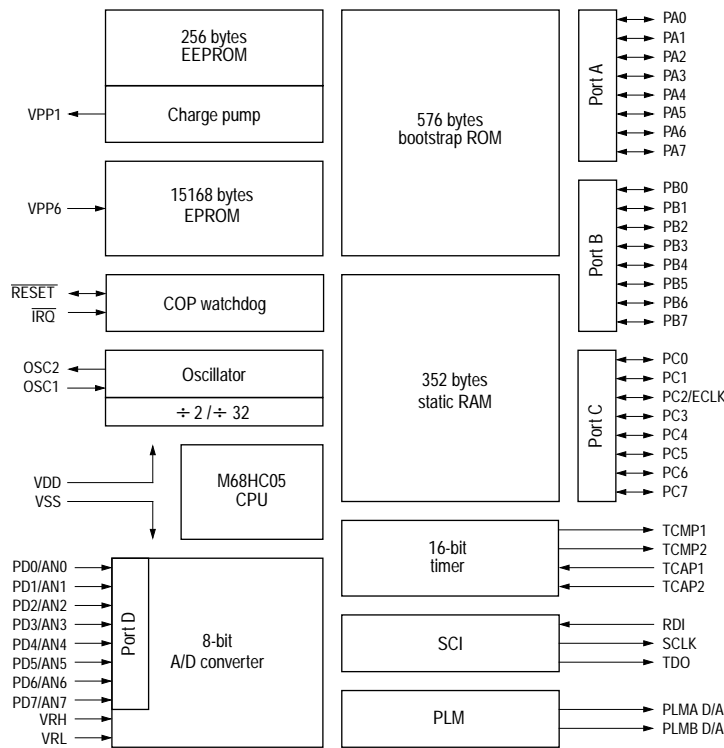 256 bytes
EEPROM
Charge pump
VPP1
15168 bytes
EPROM
VPP6
COP watchdog
RESET
IRQ
Oscillator
÷ 2 /÷ 32
OSC2
OSC1
M68HC05
CPU
VDD
VSS
PD0/AN0
PD1/AN1
PD2/AN2
PD3/AN3
PD4/AN4
PD5/AN5
PD6/AN6
PD7/AN7
VRH
VRL
Port D
8-bit
A/D converter
576 bytes
bootstrap ROM
352 bytes
static RAM
16-bit
timer
SCI
PLM
Port A
PA0
PA1
PA2
PA3
PA4
PA5
PA6
PA7
Port B
PB0
PB1
PB2
PB3
PB4
PB5
PB6
PB7
Port C
PC0
PC1
PC2/ECLK
PC3
PC4
PC5
PC6
PC7
TCMP1
TCMP2
TCAP1
TCAP2
RDI
SCLK
TDO
PLMA D/A
PLMB D/A